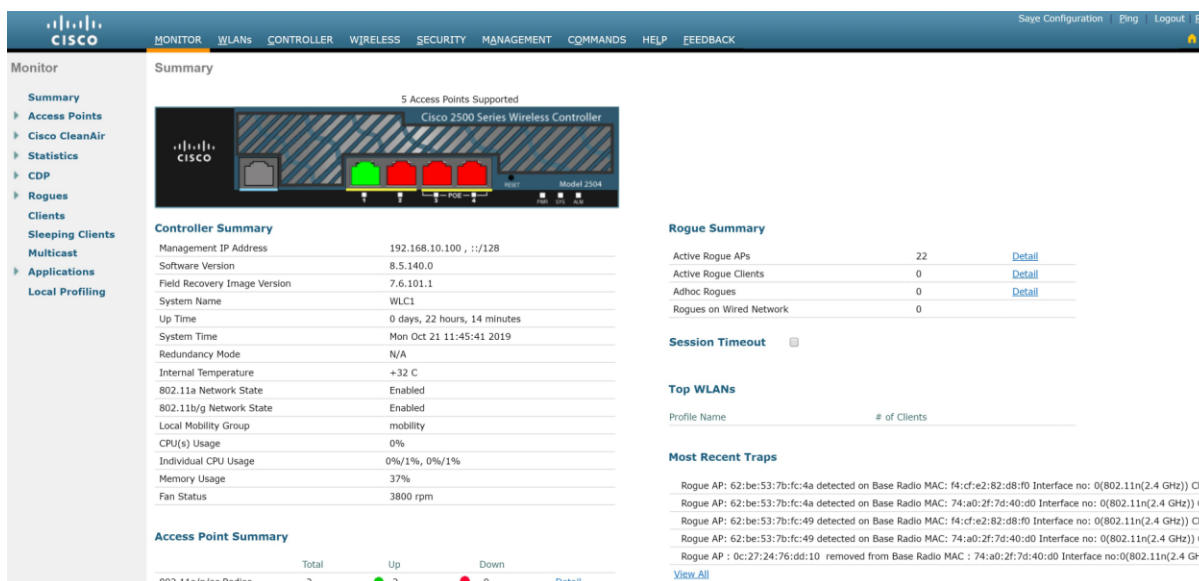 Save Configuration Ping Logout
CISCO
MONITOR WLANs CONTROLLER WIRELESS SECURITY MANAGEMENT COMMANDS HELP FEEDBACK
Monitor
Summary
Access Points
Cisco CleanAir
Statistics
CDP
Rogues
Clients
Sleeping Clients
Multicast
Applications
Local Profiling
Summary
5 Access Points Supported
Cisco 2500 Series Wireless Controller
CISCO
RESET
Model 2504
1 2 3 POE 4
PWR SYS ALM
Controller Summary
Management IP Address 192.168.10.100 , ::/128
Software Version 8.5.140.0
Field Recovery Image Version 7.6.101.1
System Name WLC1
Up Time 0 days, 22 hours, 14 minutes
System Time Mon Oct 21 11:45:41 2019
Redundancy Mode N/A
Internal Temperature +32 C
802.11a Network State Enabled
802.11b/g Network State Enabled
Local Mobility Group mobility
CPU(s) Usage 0%
Individual CPU Usage 0%/1%, 0%/1%
Memory Usage 37%
Fan Status 3800 rpm
Access Point Summary
Total Up Down
Rogue Summary
Active Rogue APs 22 Detail
Active Rogue Clients 0 Detail
Adhoc Rogues 0 Detail
Rogues on Wired Network 0
Session Timeout
Top WLANs
Profile Name # of Clients
Most Recent Traps
Rogue AP: 62:be:53:7b:fc:4a detected on Base Radio MAC: f4:cf:e2:82:d8:f0 Interface no: 0(802.11n(2.4 GHz))
Rogue AP: 62:be:53:7b:fc:4a detected on Base Radio MAC: 74:a0:2f:7d:40:d0 Interface no: 0(802.11n(2.4 GHz))
Rogue AP: 62:be:53:7b:fc:49 detected on Base Radio MAC: f4:cf:e2:82:d8:f0 Interface no: 0(802.11n(2.4 GHz))
Rogue AP: 62:be:53:7b:fc:49 detected on Base Radio MAC: 74:a0:2f:7d:40:d0 Interface no: 0(802.11n(2.4 GHz))
Rogue AP : 0c:27:24:76:dd:10 removed from Base Radio MAC : 74:a0:2f:7d:40:d0 Interface no:0(802.11n(2.4
View All